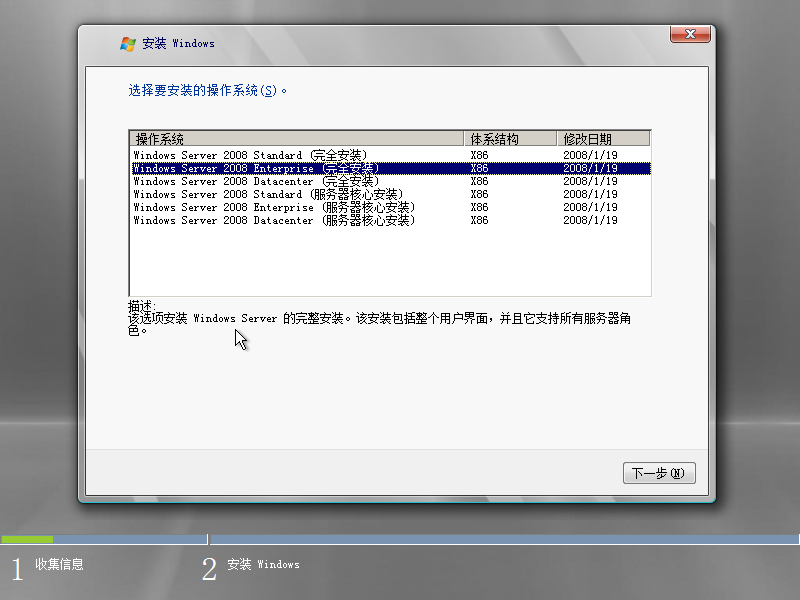 安装 Windows
选择要安装的操作系统(S)。
操作系统 体系结构 修改日期
Windows Server 2008 Standard (完全安装) X86 2008/1/19
Windows Server 2008 Enterprise (完全安装) X86 2008/1/19
Windows Server 2008 Datacenter (完全安装) X86 2008/1/19
Windows Server 2008 Standard (服务器核心安装) X86 2008/1/19
Windows Server 2008 Enterprise (服务器核心安装) X86 2008/1/19
Windows Server 2008 Datacenter (服务器核心安装) X86 2008/1/19
描述:
该选项安装 Windows Server 的完整安装。该安装包括整个用户界面，并且它支持所有服务器角
色。
下一步(N)
1 收集信息 2 安装 Windows